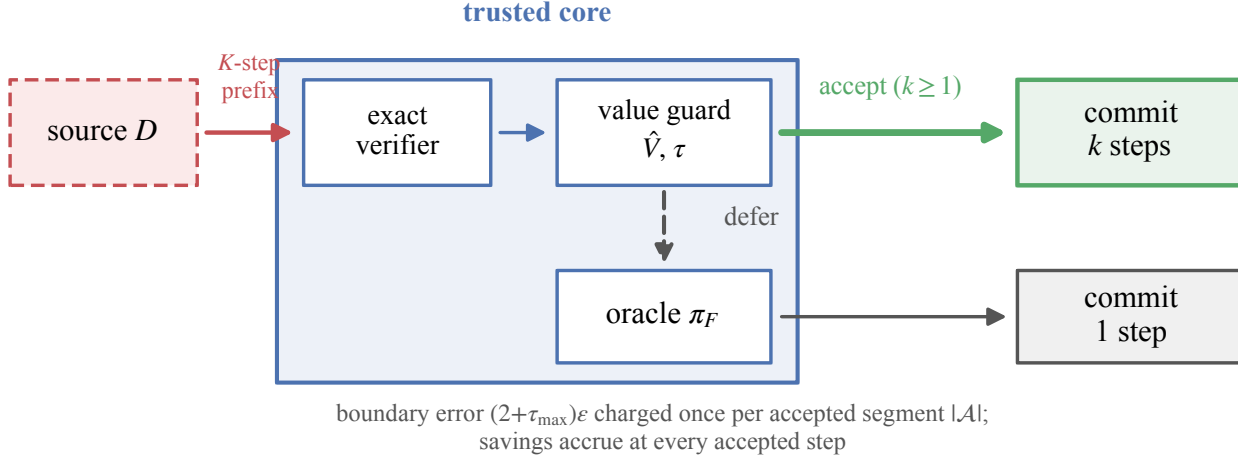 trusted core
K-step
prefix
source D
exact
verifier
value guard
V̂, τ
accept (k ≥ 1)
commit
k steps
defer
oracle π_F
commit
1 step
boundary error (2+τ_max)ε charged once per accepted segment |𝒜|;
savings accrue at every accepted step